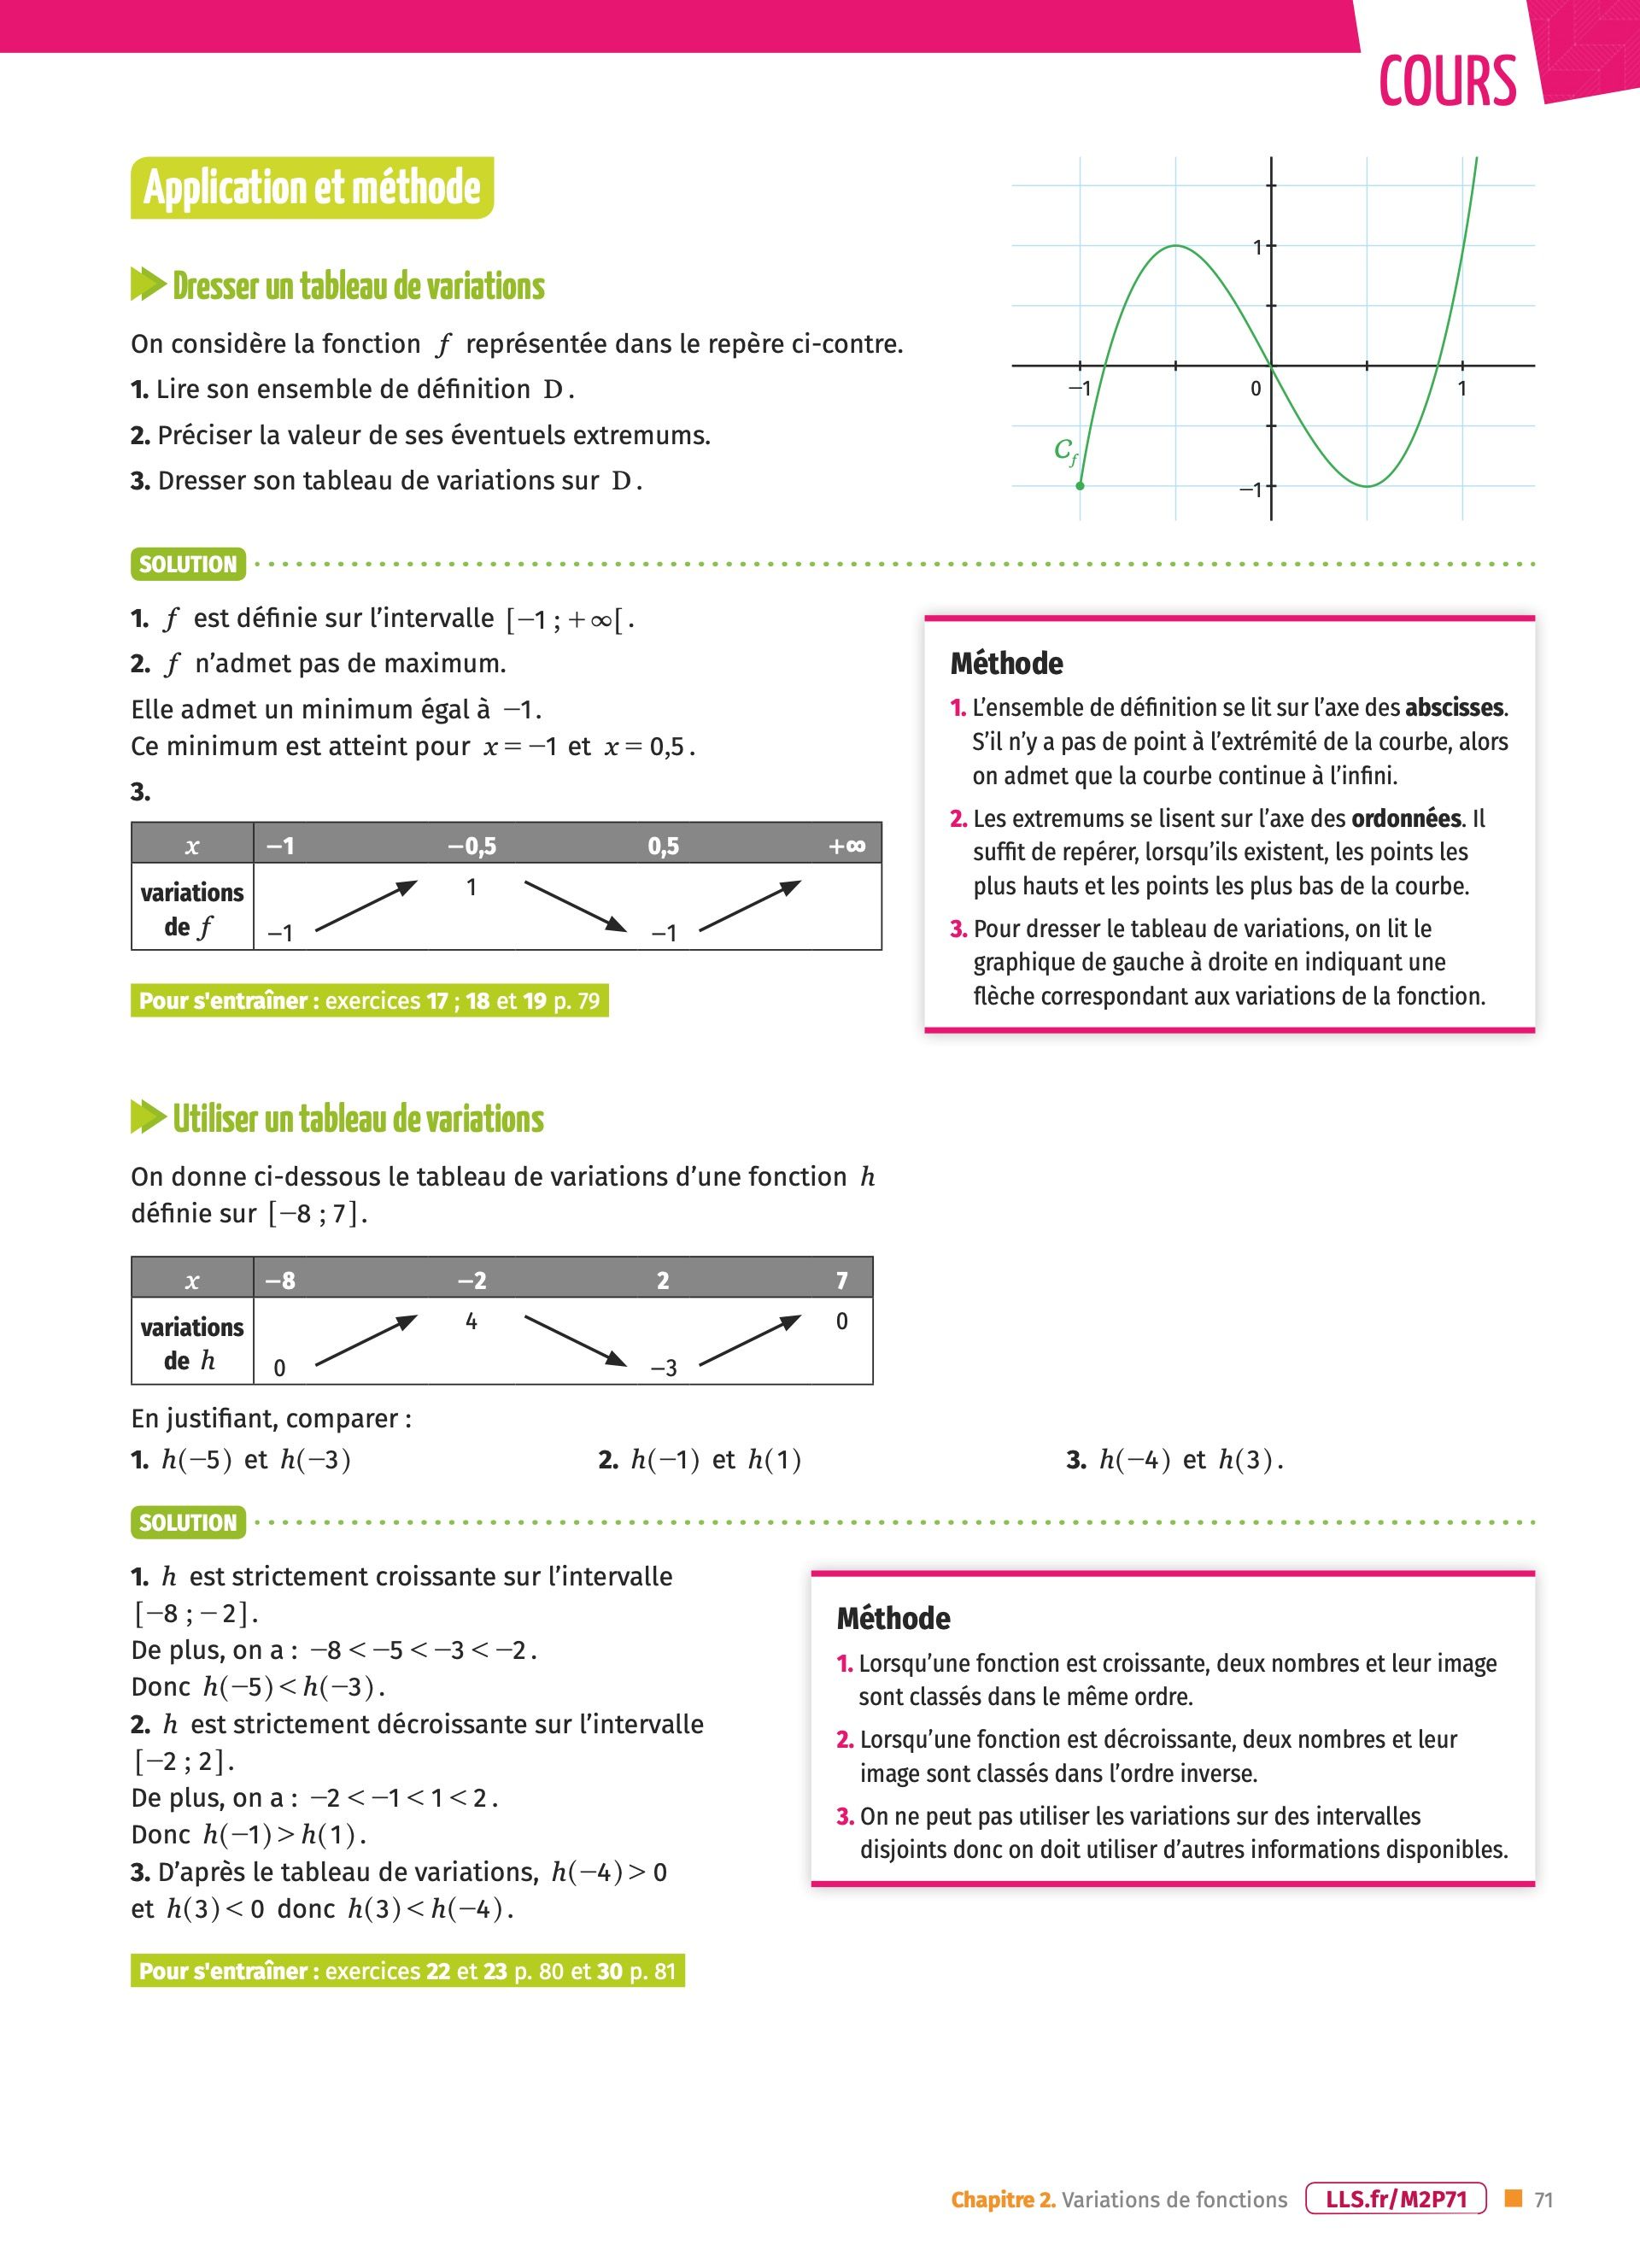 COURS
Application et méthode
Dresser un tableau de variations
On considère la fonction f représentée dans le repère ci-contre.
1. Lire son ensemble de définition D.
2. Préciser la valeur de ses éventuels extremums.
3. Dresser son tableau de variations sur D.
1
−1
0
1
−1
Cf
SOLUTION
1. f est définie sur l’intervalle [−1 ; +∞[.
2. f n’admet pas de maximum.
Elle admet un minimum égal à −1.
Ce minimum est atteint pour x = −1 et x = 0,5.
3.
x −1 −0,5 0,5 +∞
variations
de f
1
−1 −1
Pour s'entraîner : exercices 17 ; 18 et 19 p. 79
Méthode
1. L’ensemble de définition se lit sur l’axe des abscisses.
S’il n’y a pas de point à l’extrémité de la courbe, alors
on admet que la courbe continue à l’infini.
2. Les extremums se lisent sur l’axe des ordonnées. Il
suffit de repérer, lorsqu’ils existent, les points les
plus hauts et les points les plus bas de la courbe.
3. Pour dresser le tableau de variations, on lit le
graphique de gauche à droite en indiquant une
flèche correspondant aux variations de la fonction.
Utiliser un tableau de variations
On donne ci-dessous le tableau de variations d’une fonction h
définie sur [−8 ; 7].
x −8 −2 2 7
variations
de h
4 0
0 −3
En justifiant, comparer :
1. h(−5) et h(−3) 2. h(−1) et h(1) 3. h(−4) et h(3).
SOLUTION
1. h est strictement croissante sur l’intervalle
[−8 ; −2].
De plus, on a : −8 < −5 < −3 < −2.
Donc h(−5) < h(−3).
2. h est strictement décroissante sur l’intervalle
[−2 ; 2].
De plus, on a : −2 < −1 < 1 < 2.
Donc h(−1) > h(1).
3. D’après le tableau de variations, h(−4) > 0
et h(3) < 0 donc h(3) < h(−4).
Pour s'entraîner : exercices 22 et 23 p. 80 et 30 p. 81
Méthode
1. Lorsqu’une fonction est croissante, deux nombres et leur image
sont classés dans le même ordre.
2. Lorsqu’une fonction est décroissante, deux nombres et leur
image sont classés dans l’ordre inverse.
3. On ne peut pas utiliser les variations sur des intervalles
disjoints donc on doit utiliser d’autres informations disponibles.
Chapitre 2. Variations de fonctions LLS.fr/M2P71 71